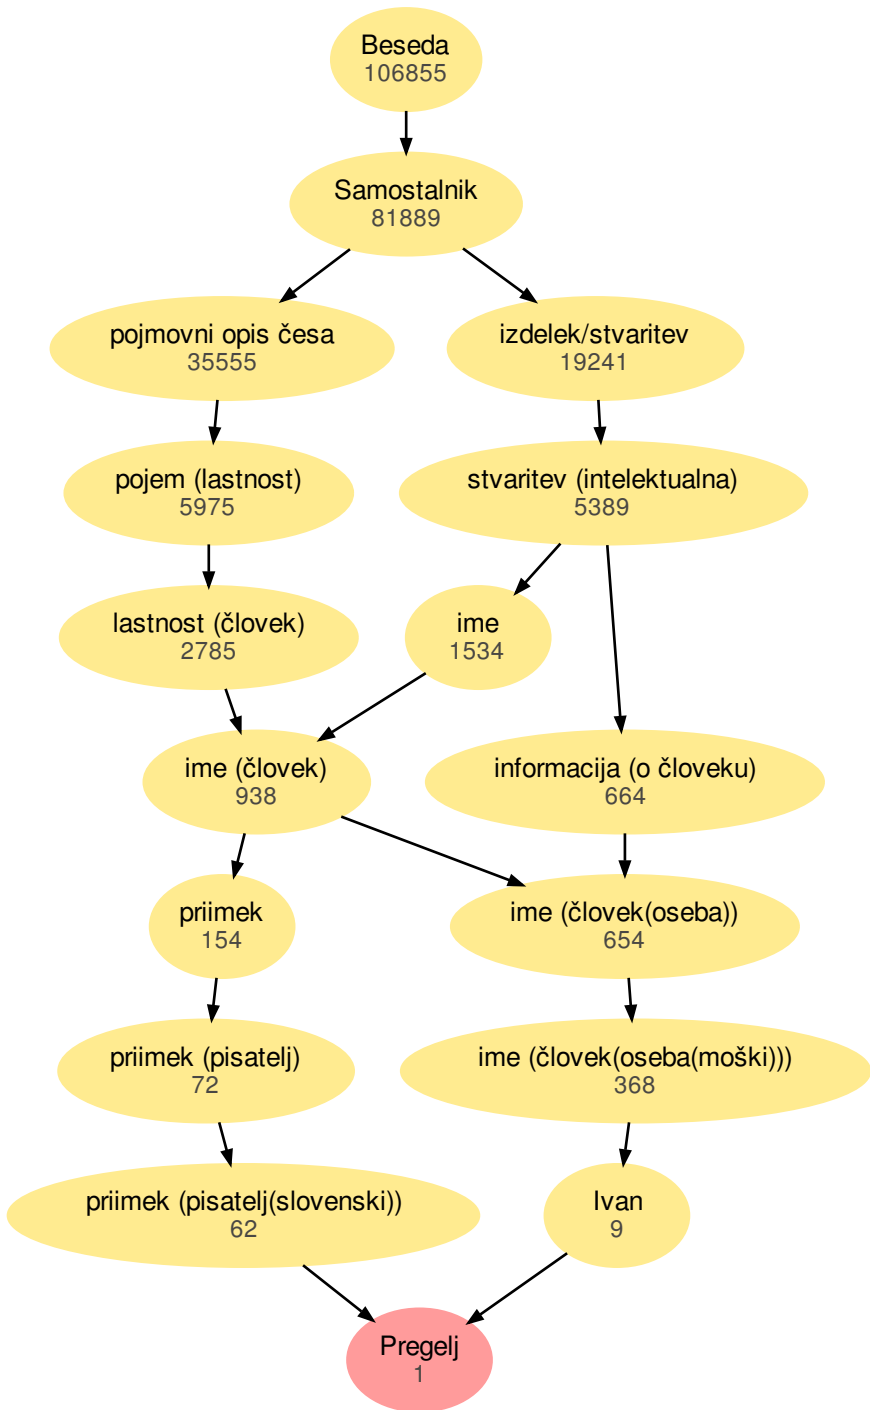 Beseda
106855
Samostalnik
81889
pojmovni opis česa
35555
izdelek/stvaritev
19241
pojem (lastnost)
5975
stvaritev (intelektualna)
5389
lastnost (človek)
2785
ime
1534
ime (človek)
938
informacija (o človeku)
664
priimek
154
ime (človek(oseba))
654
priimek (pisatelj)
72
ime (človek(oseba(moški)))
368
priimek (pisatelj(slovenski))
62
Ivan
9
Pregelj
1